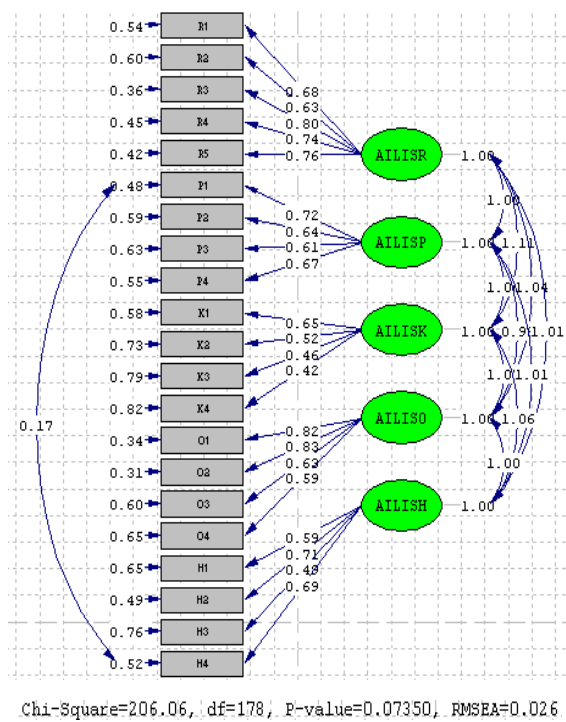 0.54 R1
0.60 R2
0.36 R3
0.45 R4
0.42 R5
0.48 P1
0.59 P2
0.63 P3
0.55 P4
0.58 K1
0.73 K2
0.79 K3
0.82 K4
0.34 O1
0.31 O2
0.60 O3
0.65 O4
0.65 H1
0.49 H2
0.76 H3
0.52 H4
0.17
0.68
0.63
0.80
0.74
0.76
0.72
0.64
0.61
0.67
0.65
0.52
0.46
0.42
0.82
0.83
0.63
0.59
0.59
0.71
0.49
0.69
AILISR 1.00
AILISP 1.00
AILISK 1.00
AILISO 1.00
AILISH 1.00
1.11
1.04
1.01
1.01
1.06
1.00
Chi-Square=206.06, df=178, P-value=0.07350, RMSEA=0.026